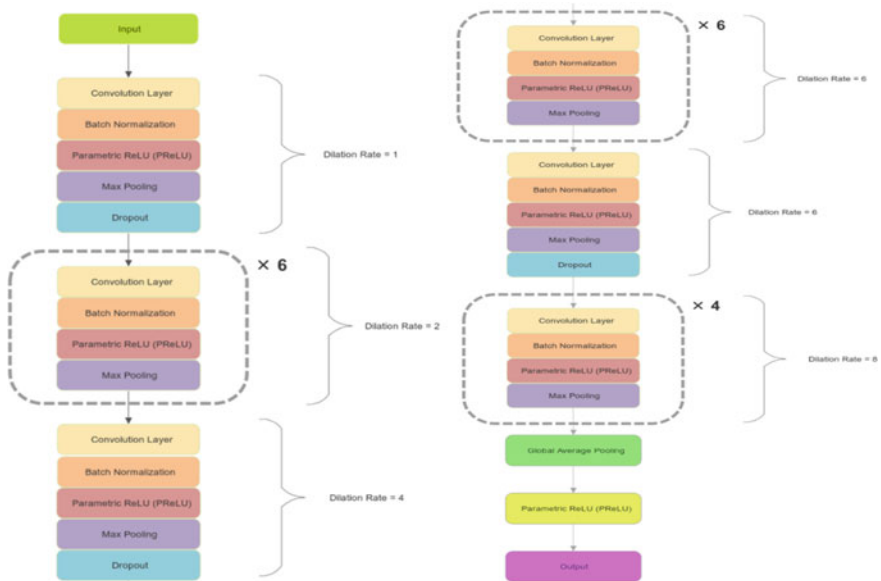 Input
Convolution Layer
Batch Normalization
Parametric ReLU (PReLU)
Max Pooling
Dropout
Dilation Rate = 1
× 6
Convolution Layer
Batch Normalization
Parametric ReLU (PReLU)
Max Pooling
Dilation Rate = 2
Convolution Layer
Batch Normalization
Parametric ReLU (PReLU)
Max Pooling
Dropout
Dilation Rate = 4
× 6
Convolution Layer
Batch Normalization
Parametric ReLU (PReLU)
Max Pooling
Dilation Rate = 6
Convolution Layer
Batch Normalization
Parametric ReLU (PReLU)
Max Pooling
Dropout
Dilation Rate = 6
× 4
Convolution Layer
Batch Normalization
Parametric ReLU (PReLU)
Max Pooling
Dilation Rate = 8
Global Average Pooling
Parametric ReLU (PReLU)
Output